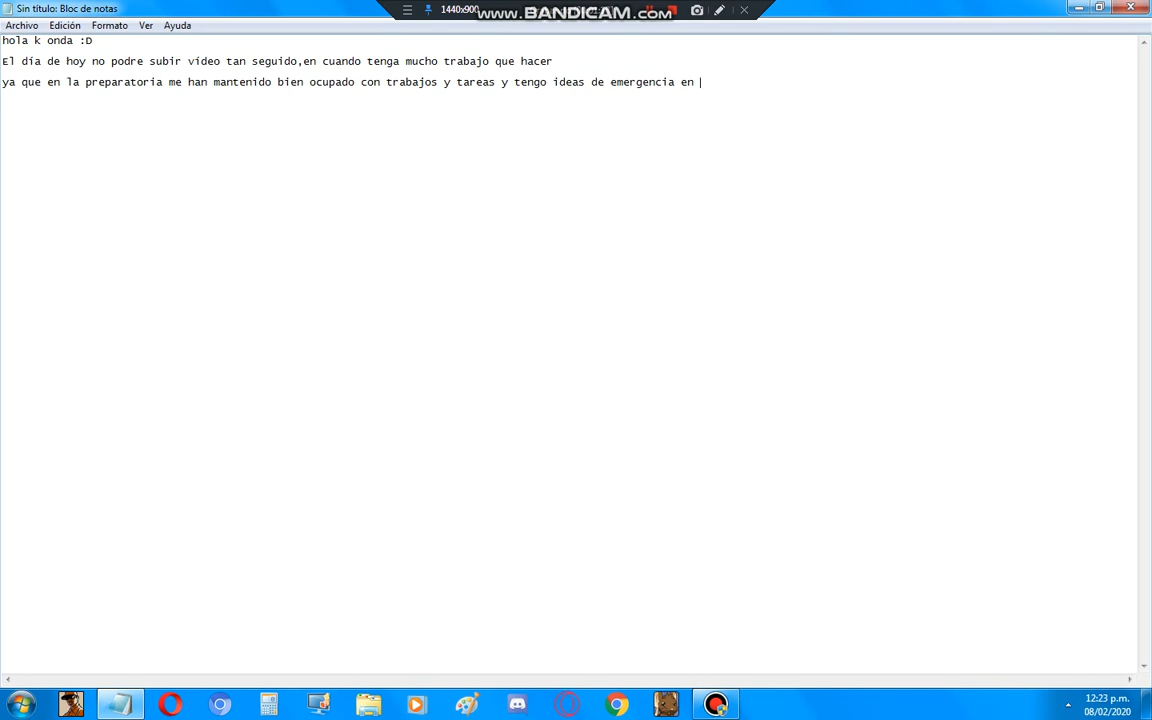 Sin título: Bloc de notas
1440x900
www.BANDICAM.com
Archivo Edición Formato Ver Ayuda
hola k onda :D
El día de hoy no podre subir video tan seguido,en cuando tenga mucho trabajo que hacer
ya que en la preparatoria me han mantenido bien ocupado con trabajos y tareas y tengo ideas de emergencia en
12:23 p.m.
08/02/2020